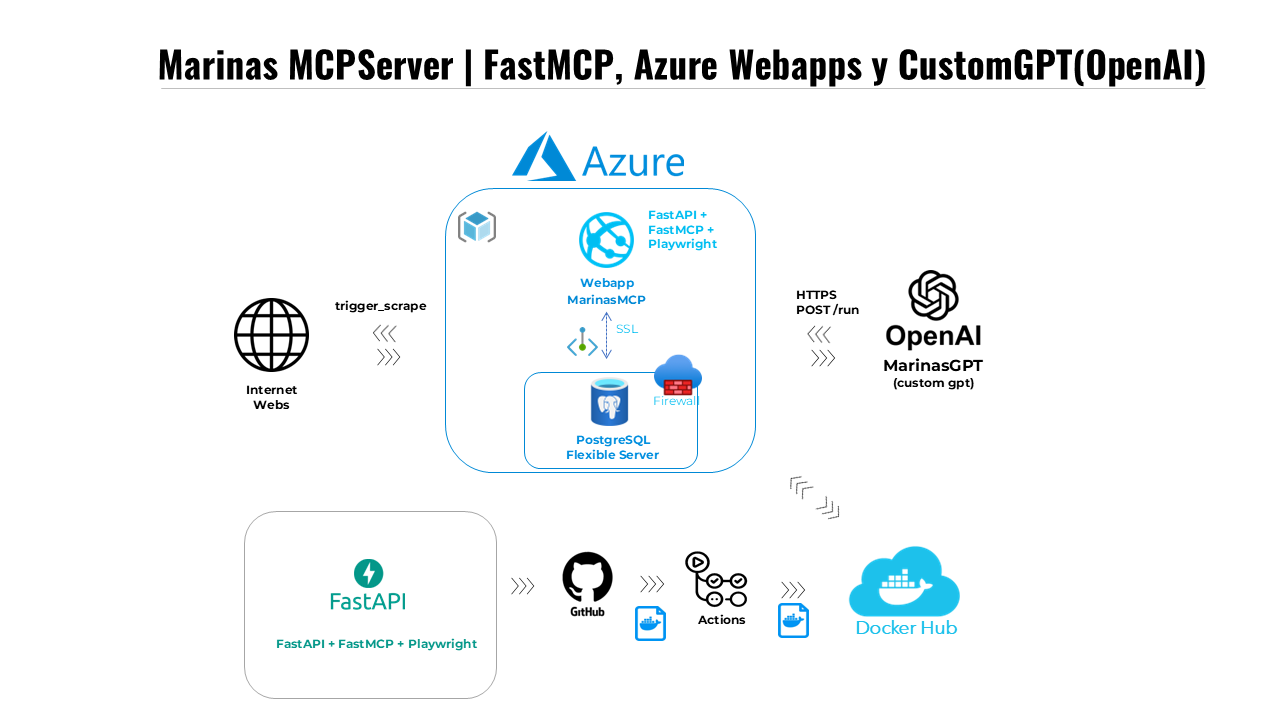 Marinas MCPServer | FastMCP, Azure Webapps y CustomGPT(OpenAI)
Azure
FastAPI +
FastMCP +
Playwright
Webapp
MarinasMCP
SSL
Firewall
PostgreSQL
Flexible Server
trigger_scrape
Internet
Webs
HTTPS
POST /run
OpenAI
MarinasGPT
(custom gpt)
FastAPI
FastAPI + FastMCP + Playwright
GitHub
Actions
Docker Hub